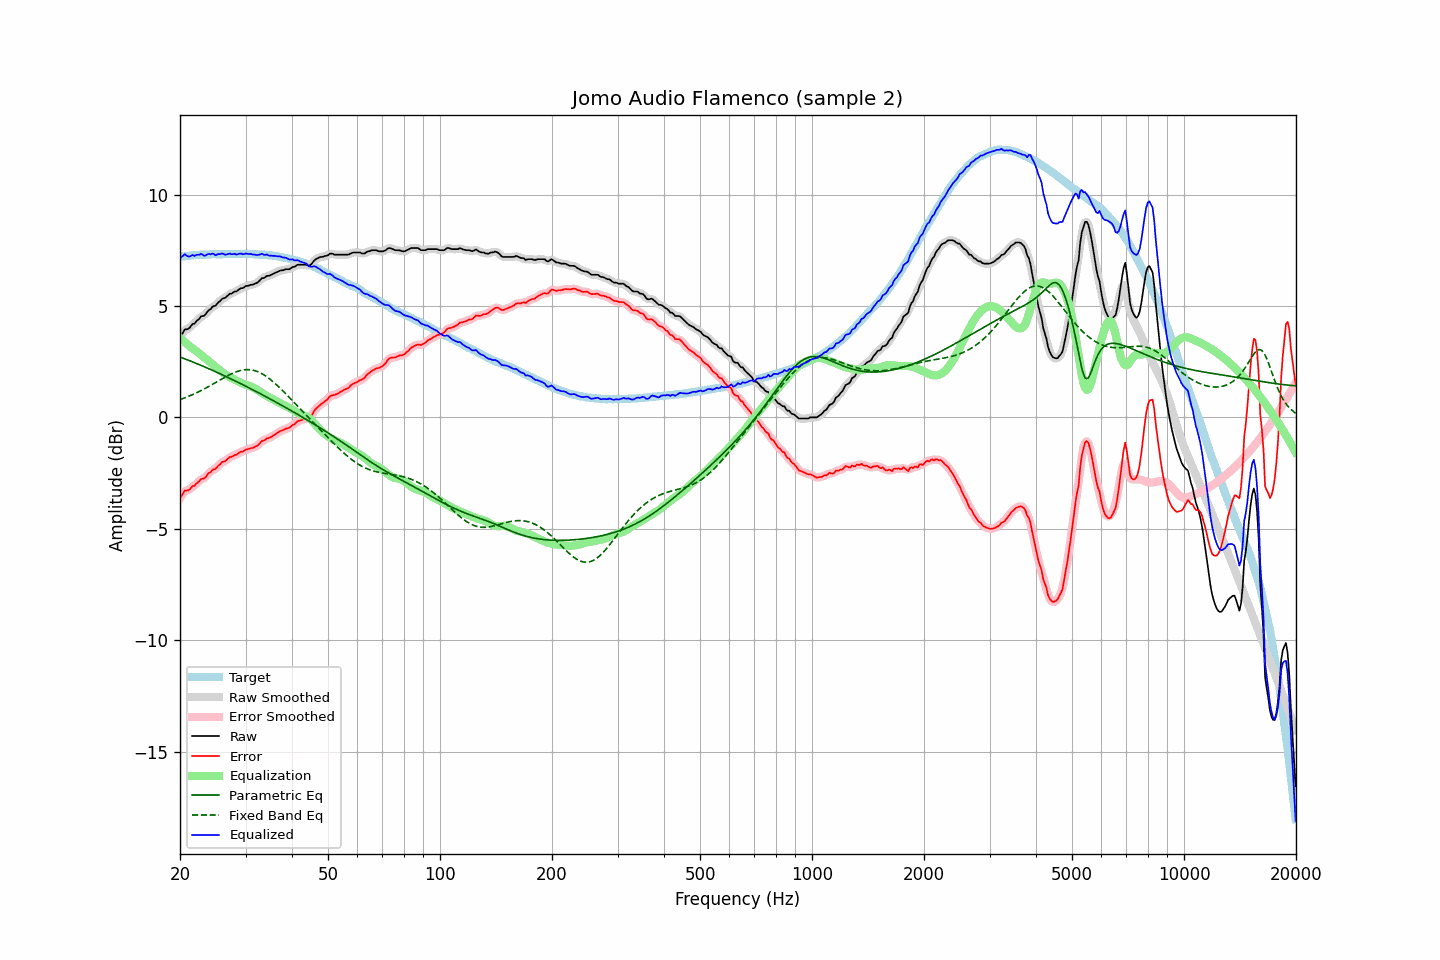 Jomo Audio Flamenco (sample 2)
Amplitude (dBr)
10
5
0
−5
−10
−15
Target
Raw Smoothed
Error Smoothed
Raw
Error
Equalization
Parametric Eq
Fixed Band Eq
Equalized
20 50 100 200 500 1000 2000 5000 10000 20000
Frequency (Hz)